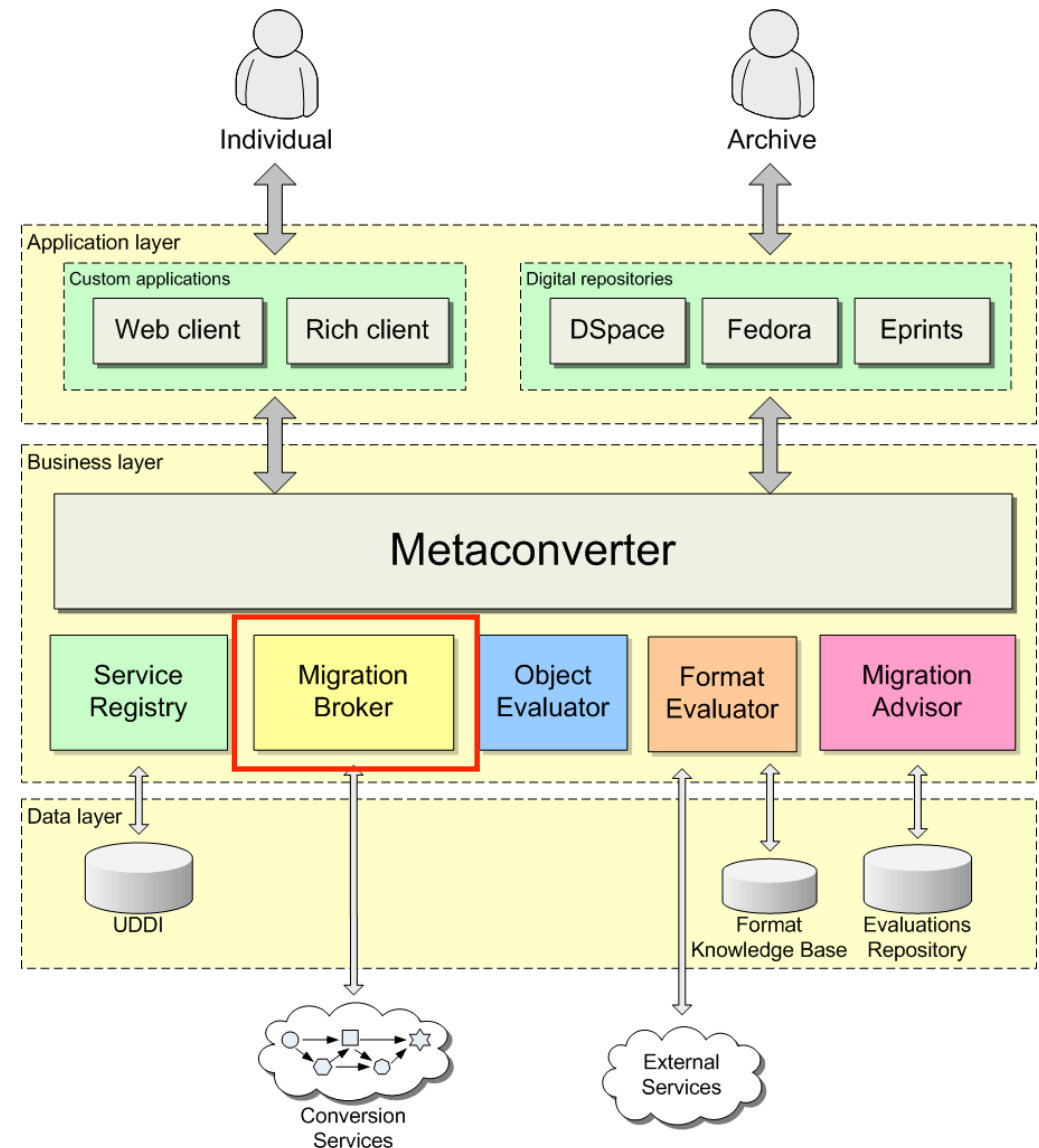 Individual
Archive
Application layer
Custom applications
Web client
Rich client
Digital repositories
DSpace
Fedora
Eprints
Business layer
Metaconverter
Service
Registry
Migration
Broker
Object
Evaluator
Format
Evaluator
Migration
Advisor
Data layer
UDDI
Format
Knowledge Base
Evaluations
Repository
Conversion
Services
External
Services